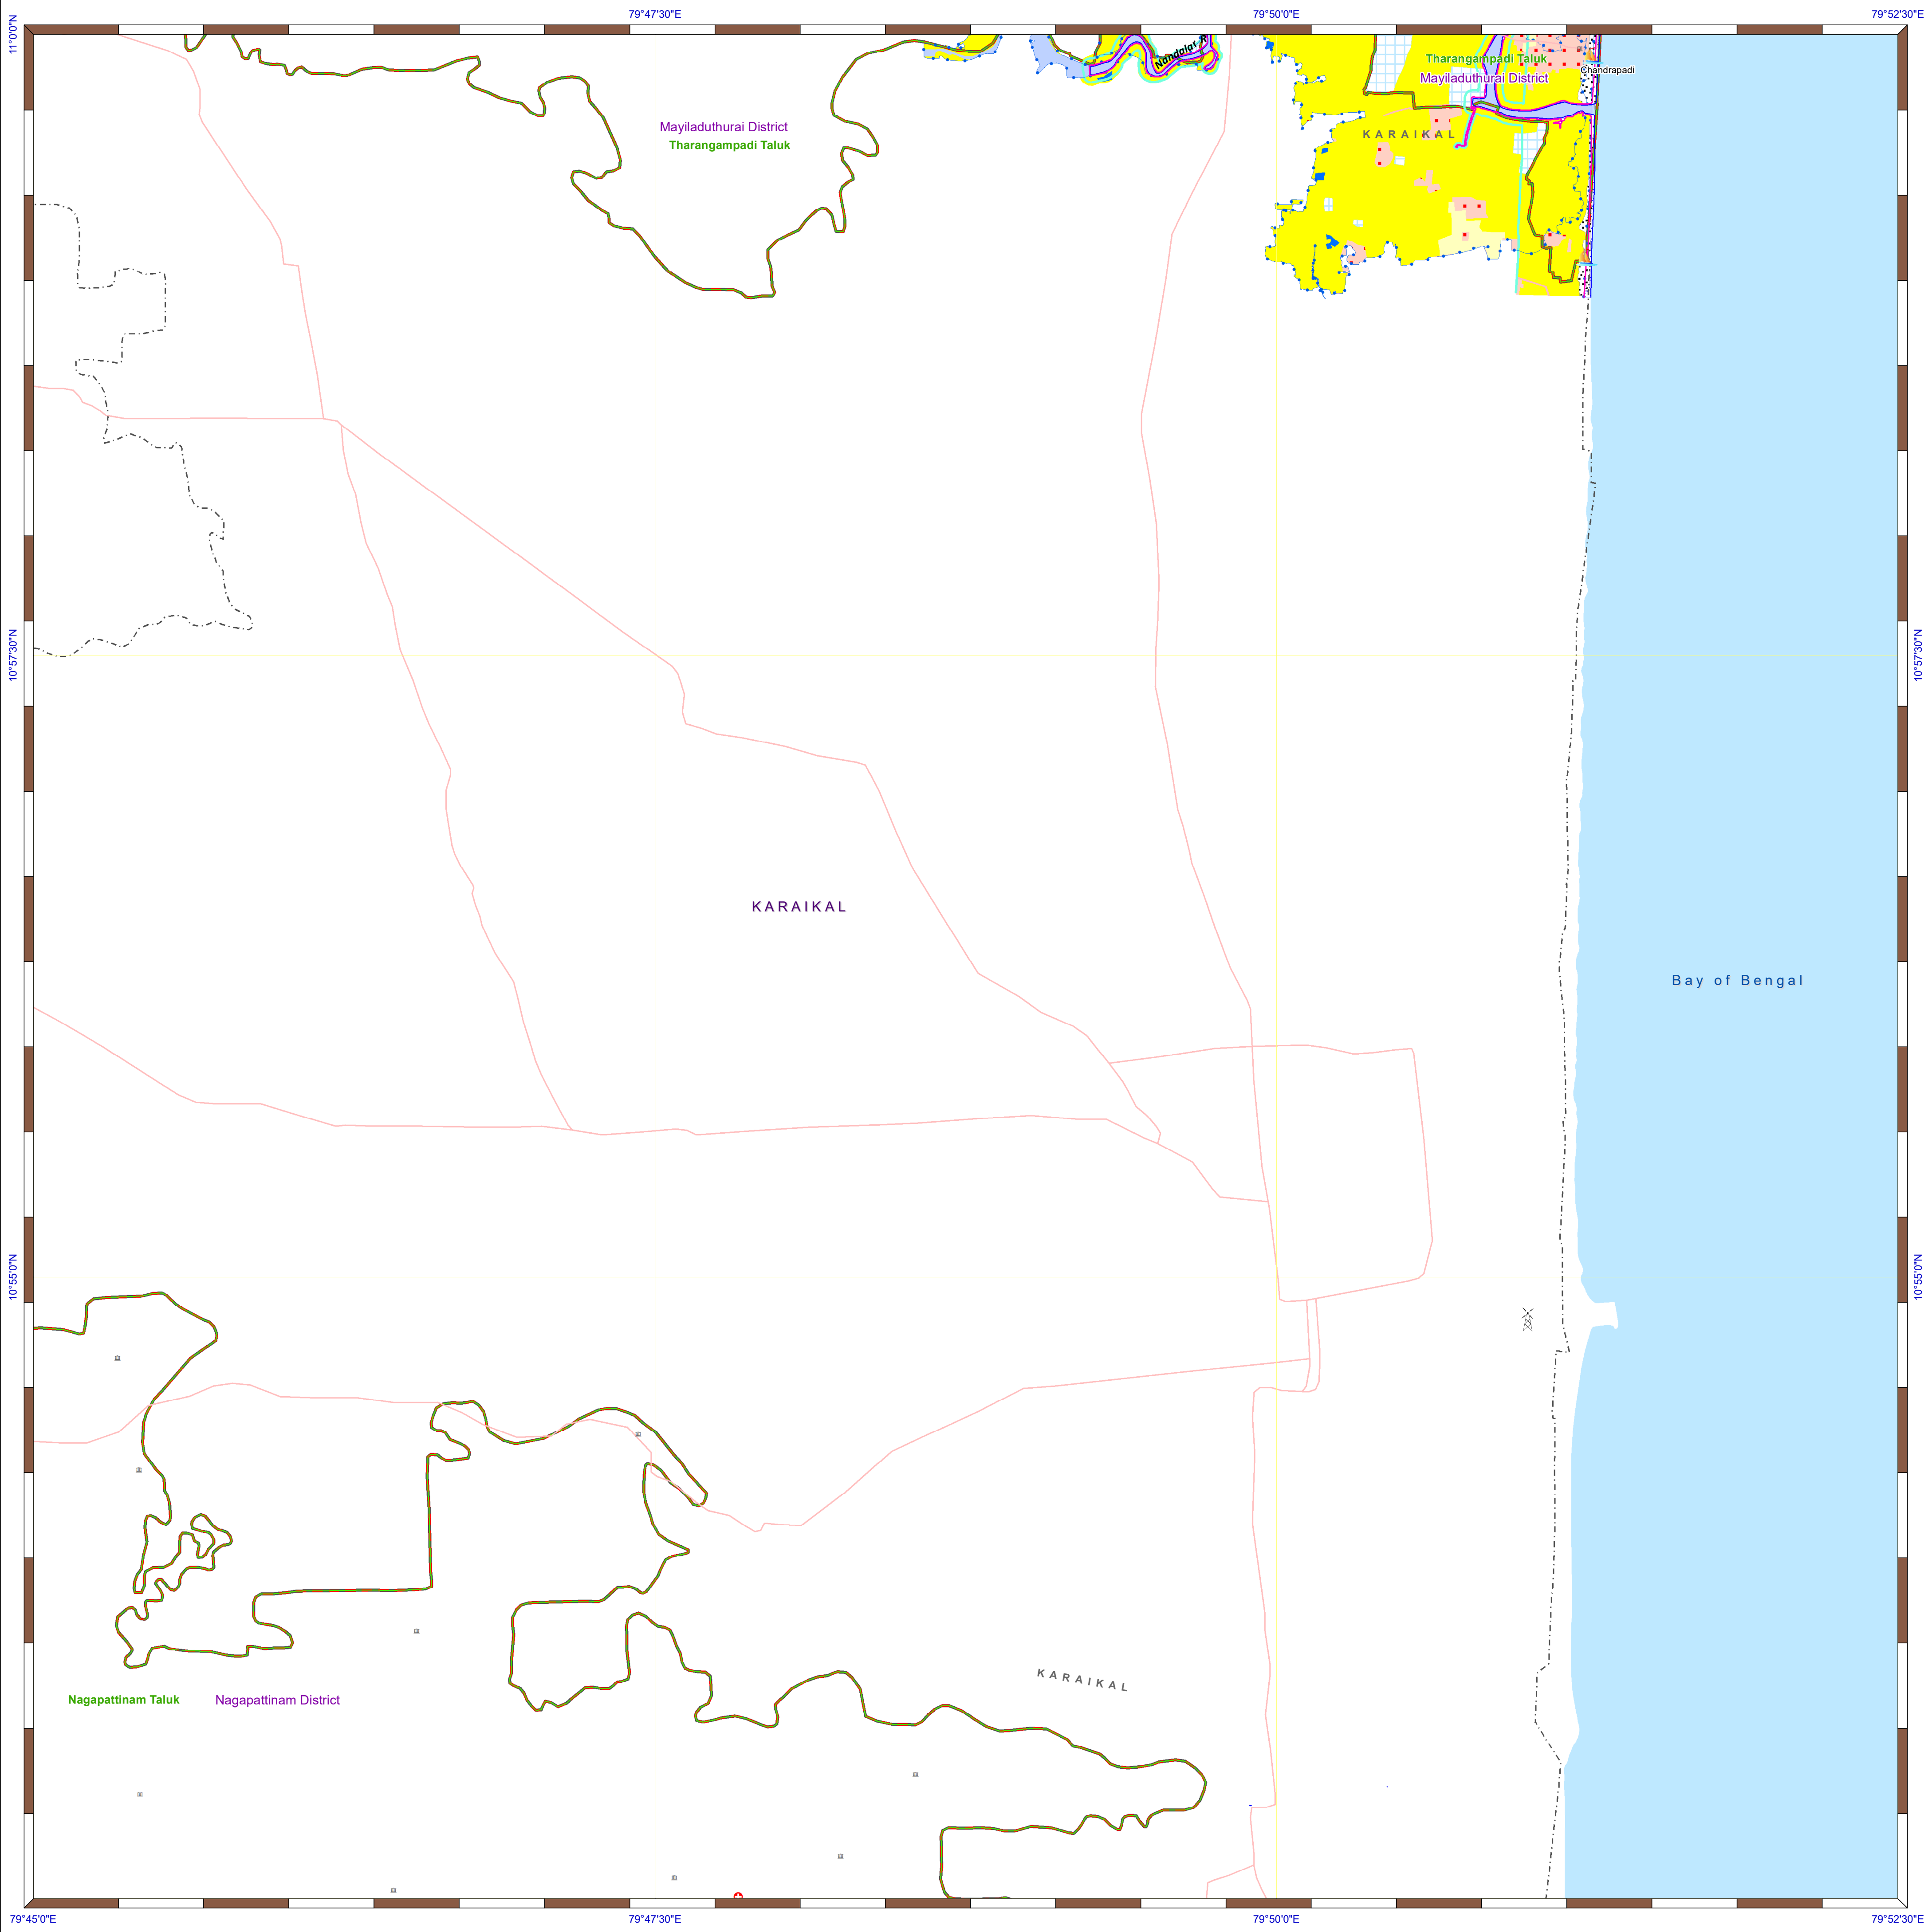 79°47'30"E
79°50'0"E
79°52'30"E
11°0'0"N
Nandalar R
Tharangampadi Taluk
Chandrapadi
Mayiladuthurai District
Mayiladuthurai District
Tharangampadi Taluk
KARAIKAL
10°57'30"N
10°57'30"N
KARAIKAL
Bay of Bengal
10°55'0"N
10°55'0"N
KARAIKAL
Nagapattinam Taluk
Nagapattinam District
79°45'0"E
79°47'30"E
79°50'0"E
79°52'30"E